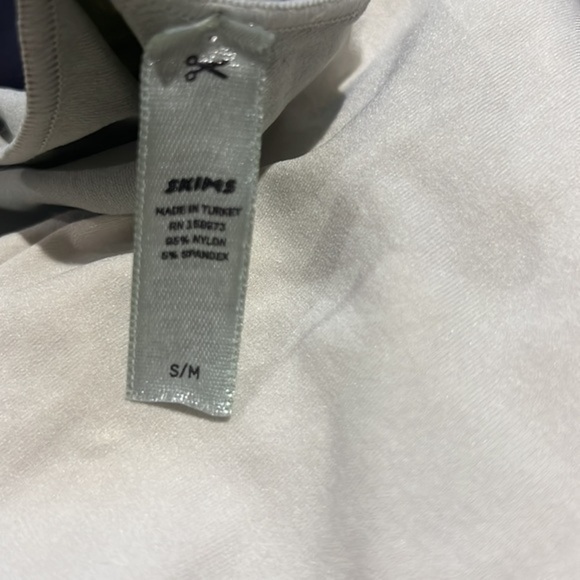 SKIMS
MADE IN TURKEY
RN 158973
95% NYLON
5% SPANDEX
S/M